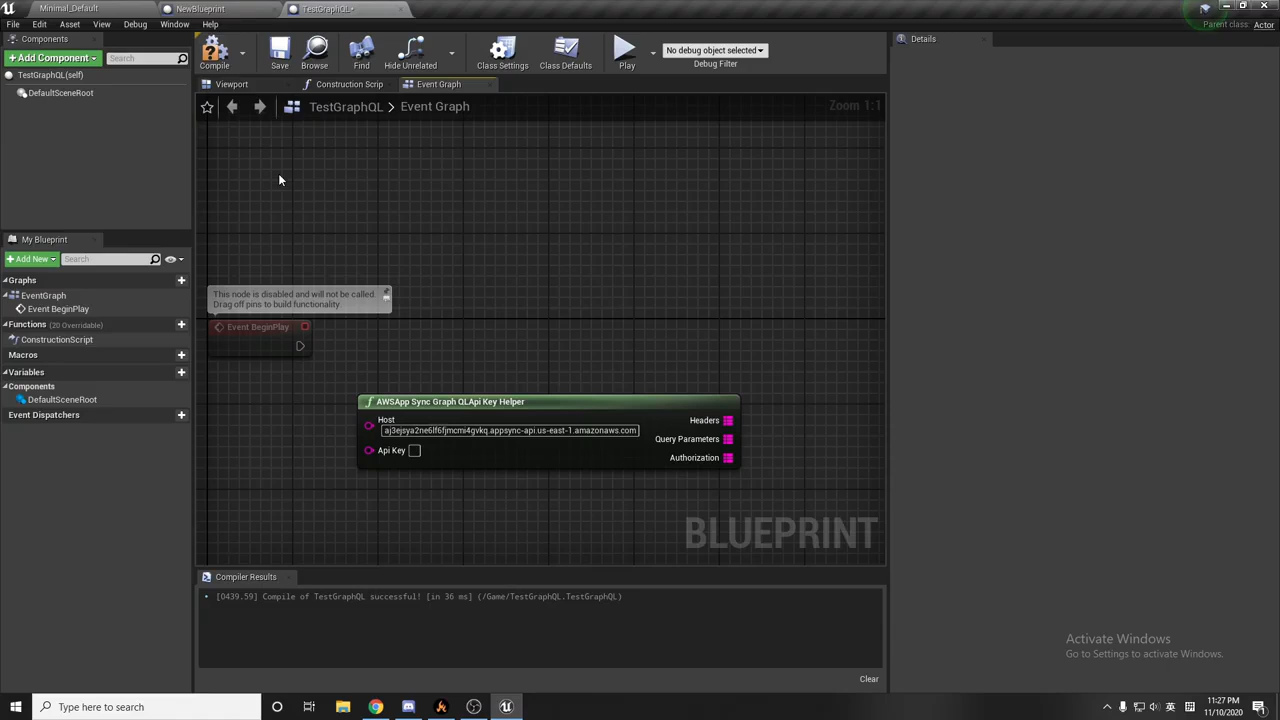 Minimal_Default
NewBlueprint
TestGraphQL*
File
Edit
Asset
View
Debug
Window
Help
Parent class: Actor
Components
+ Add Component
Search
TestGraphQL(self)
DefaultSceneRoot
Compile
Save
Browse
Find
Hide Unrelated
Class Settings
Class Defaults
Play
No debug object selected
Debug Filter
Details
Viewport
Construction Scrip
Event Graph
TestGraphQL > Event Graph
Zoom 1:1
My Blueprint
+ Add New
Search
Graphs
EventGraph
Event BeginPlay
Functions (20 Overridable)
ConstructionScript
Macros
Variables
Components
DefaultSceneRoot
Event Dispatchers
This node is disabled and will not be called.
Drag off pins to build functionality.
Event BeginPlay
f AWSApp Sync Graph QLApi Key Helper
Host
aj3ejsya2ne6lf6fjmcmi4gvkq.appsync-api.us-east-1.amazonaws.com
Api Key
Headers
Query Parameters
Authorization
BLUEPRINT
Compiler Results
[0439.59] Compile of TestGraphQL successful! [in 36 ms] (/Game/TestGraphQL.TestGraphQL)
Clear
Activate Windows
Go to Settings to activate Windows.
Type here to search
英
11:27 PM
11/10/2020
1